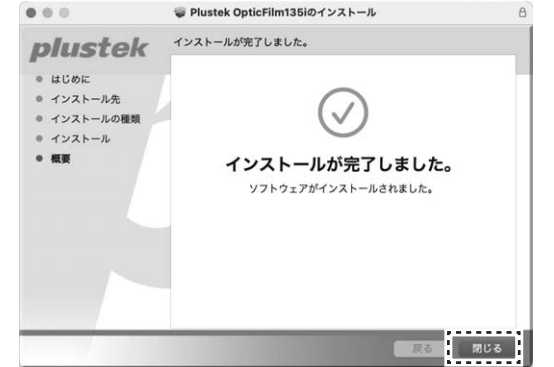 Plustek OpticFilm135iのインストール
plustek
インストールが完了しました。
はじめに
インストール先
インストールの種類
インストール
概要
インストールが完了しました。
ソフトウェアがインストールされました。
戻る
閉じる